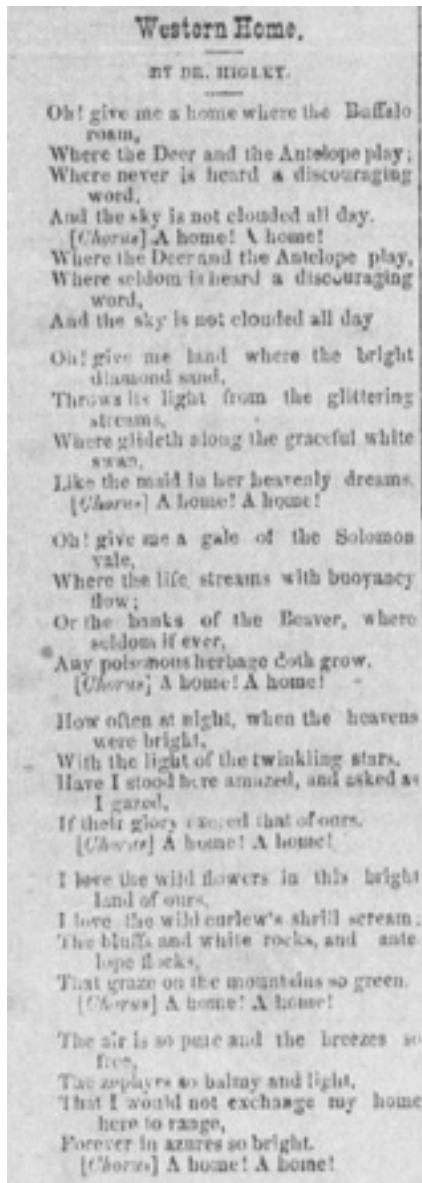 Western Home.
BY DR. HIGLEY.
Oh! give me a home where the Buffalo
roam,
Where the Deer and the Antelope play;
Where never is heard a discouraging
word,
And the sky is not clouded all day.
[Chorus] A home! A home!
Where the Deer and the Antelope play,
Where seldom is heard a discouraging
word,
And the sky is not clouded all day
Oh! give me land where the bright
diamond sand,
Throws its light from the glittering
streams,
Where glideth along the graceful white
swan,
Like the maid in her heavenly dreams.
[Chorus] A home! A home!
Oh! give me a gale of the Solomon
vale,
Where the life streams with buoyancy
flow;
Or the banks of the Beaver, where
seldom if ever,
Any poisonous herbage doth grow.
[Chorus] A home! A home!
How often at night, when the heavens
were bright,
With the light of the twinkling stars,
Have I stood here amazed, and asked as
I gazed,
If their glory exceed that of ours.
[Chorus] A home! A home!
I love the wild flowers in this bright
land of ours,
I love the wild curlew's shrill scream;
The bluffs and white rocks, and ante
lope flocks,
That graze on the mountains so green.
[Chorus] A home! A home!
The air is so pure and the breezes so
free,
The zephyrs so balmy and light,
That I would not exchange my home
here to range,
Forever in azures so bright.
[Chorus] A home! A home!